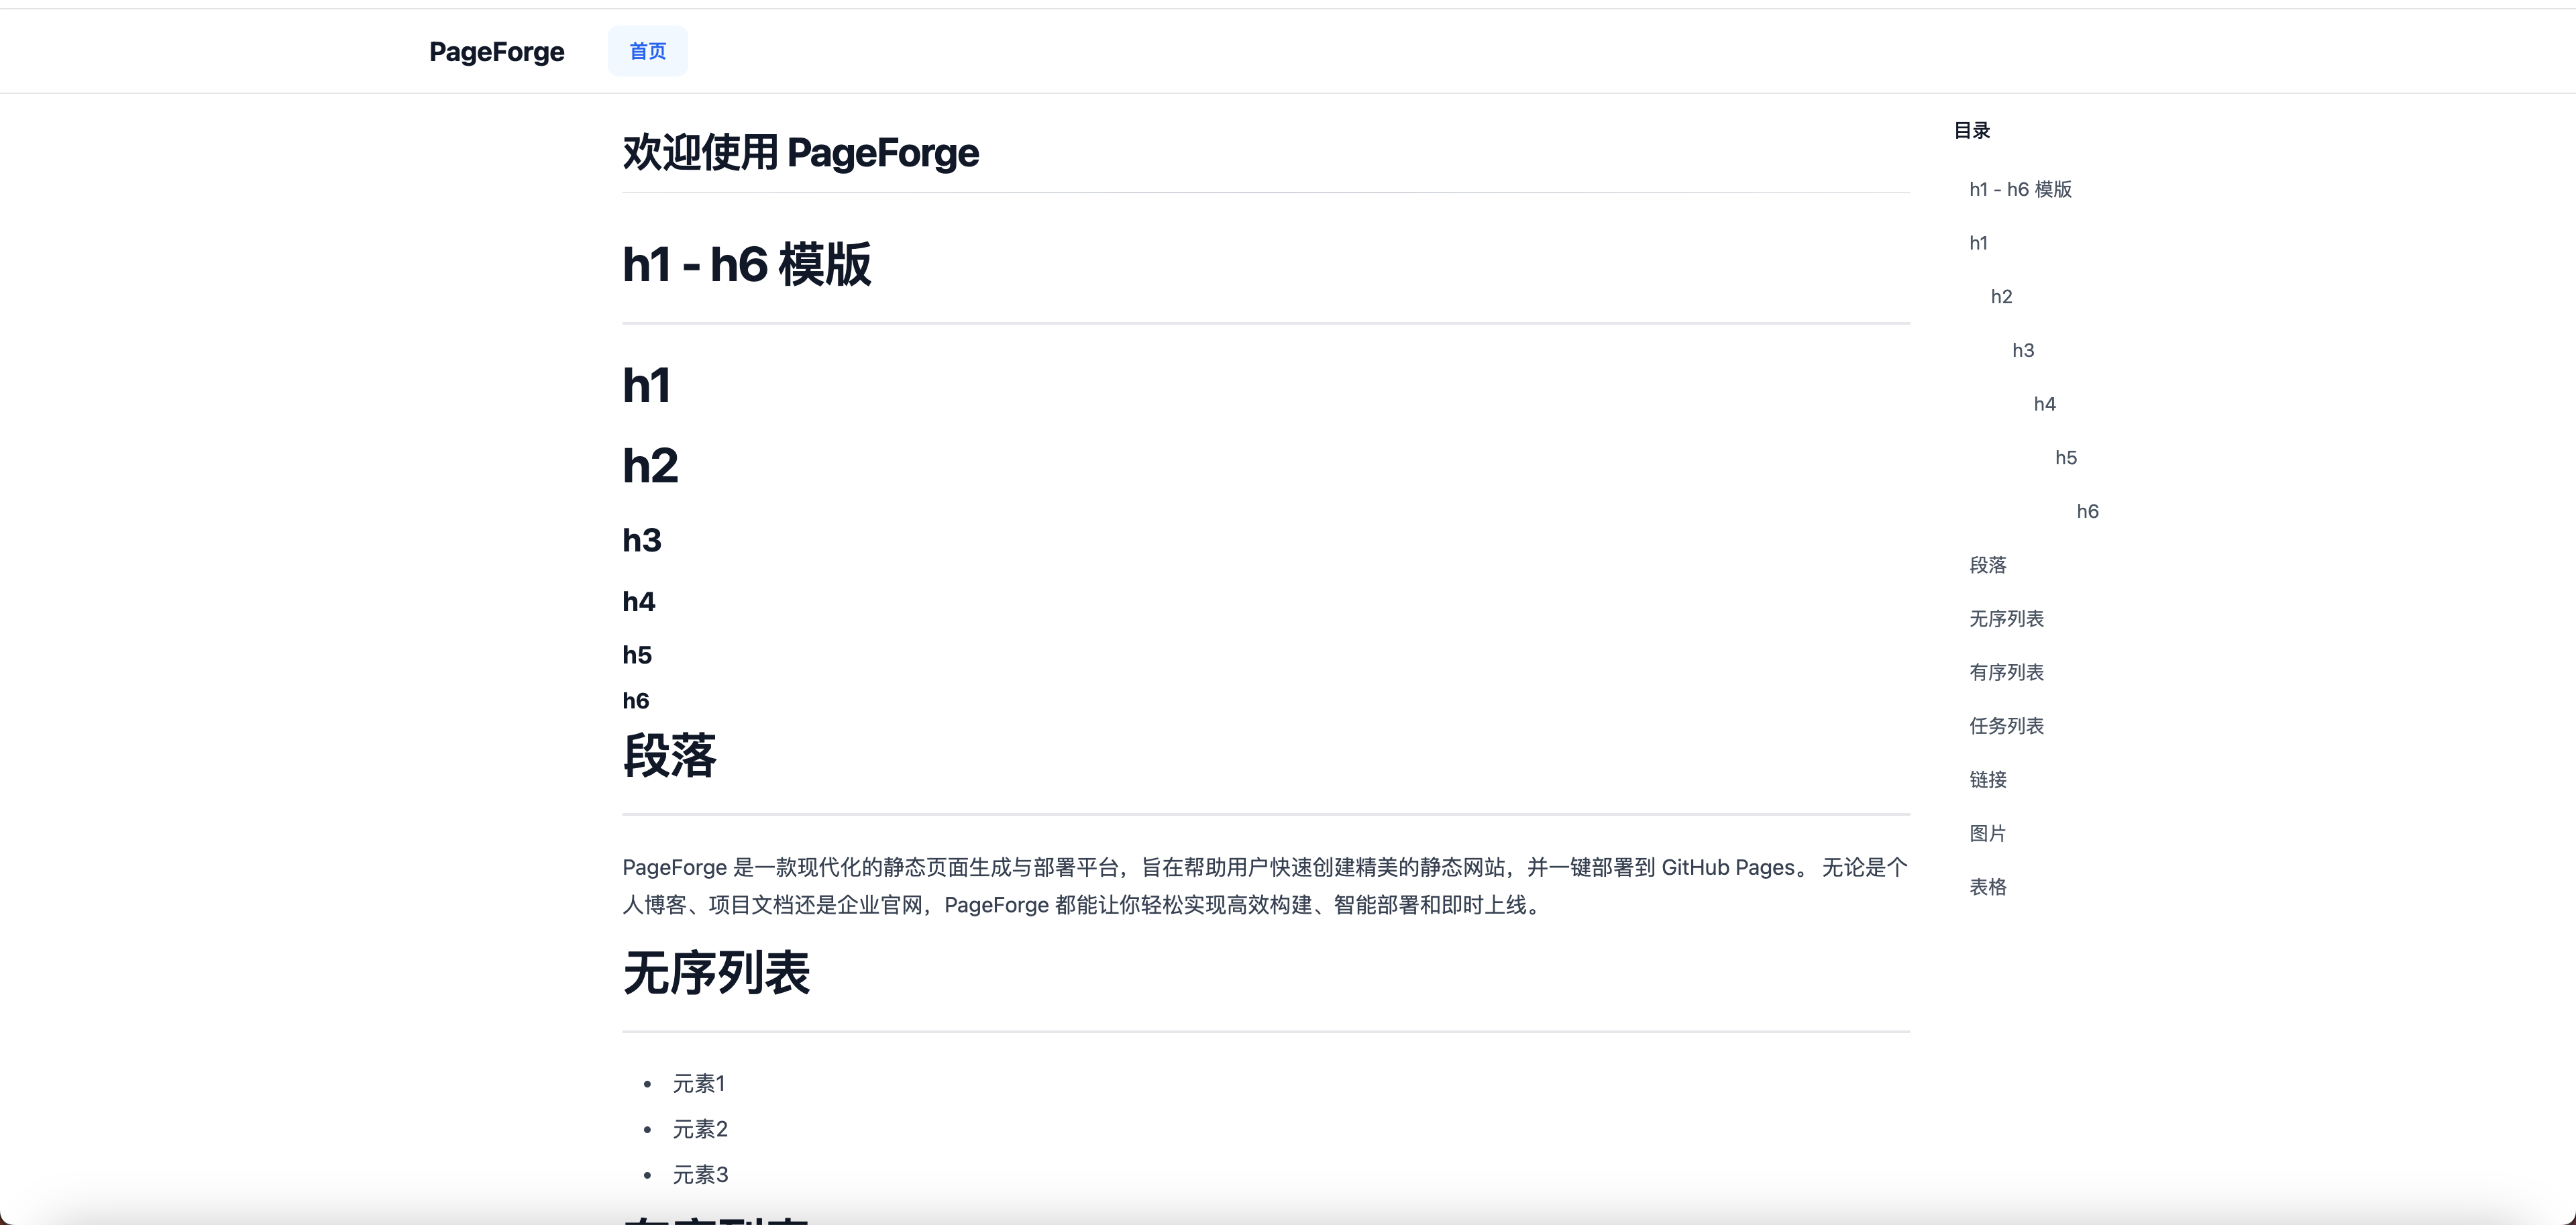 PageForge 首页
欢迎使用 PageForge
h1 - h6 模版
h1
h2
h3
h4
h5
h6
段落
PageForge 是一款现代化的静态页面生成与部署平台，旨在帮助用户快速创建精美的静态网站，并一键部署到 GitHub Pages。 无论是个
人博客、项目文档还是企业官网，PageForge 都能让你轻松实现高效构建、智能部署和即时上线。
无序列表
• 元素1
• 元素2
• 元素3
目录
h1 - h6 模版
h1
h2
h3
h4
h5
h6
段落
无序列表
有序列表
任务列表
链接
图片
表格